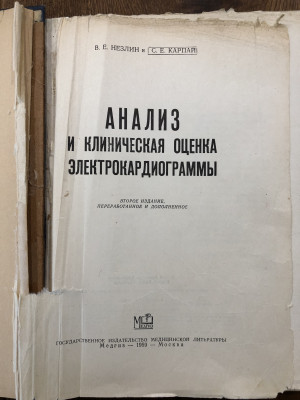 В. Е. НЕЗЛИН и С. Е. КАРПАЙ
АНАЛИЗ
И КЛИНИЧЕСКАЯ ОЦЕНКА
ЭЛЕКТРОКАРДИОГРАММЫ
ВТОРОЕ ИЗДАНИЕ,
ПЕРЕРАБОТАННОЕ И ДОПОЛНЕННОЕ
ГОСУДАРСТВЕННОЕ ИЗДАТЕЛЬСТВО МЕДИЦИНСКОЙ ЛИТЕРАТУРЫ
Медгиз — 1959 — Москва